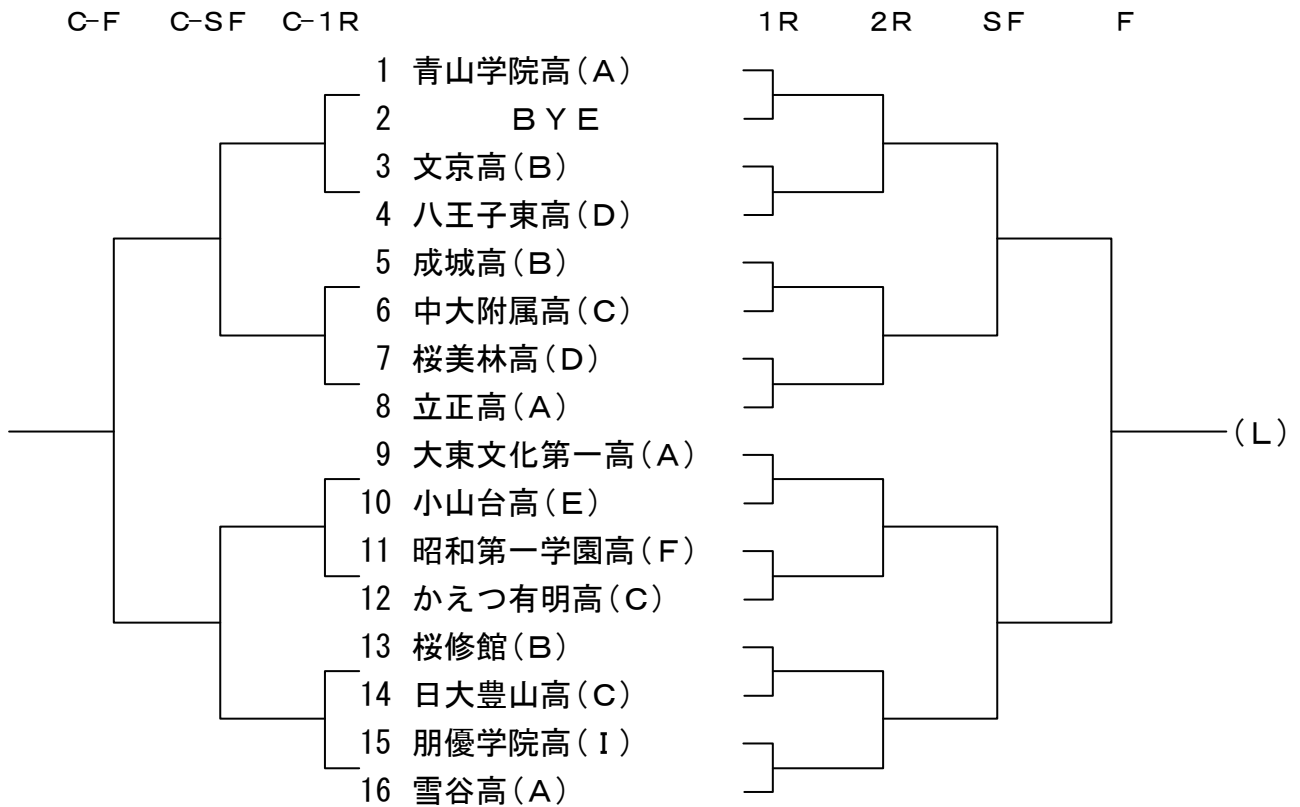 C-F C-SF C-1R 1R 2R SF F
1 青山学院高(A)
2 BYE
3 文京高(B)
4 八王子東高(D)
5 成城高(B)
6 中大附属高(C)
7 桜美林高(D)
8 立正高(A)
(L)
9 大東文化第一高(A)
10 小山台高(E)
11 昭和第一学園高(F)
12 かえつ有明高(C)
13 桜修館(B)
14 日大豊山高(C)
15 朋優学院高(I)
16 雪谷高(A)